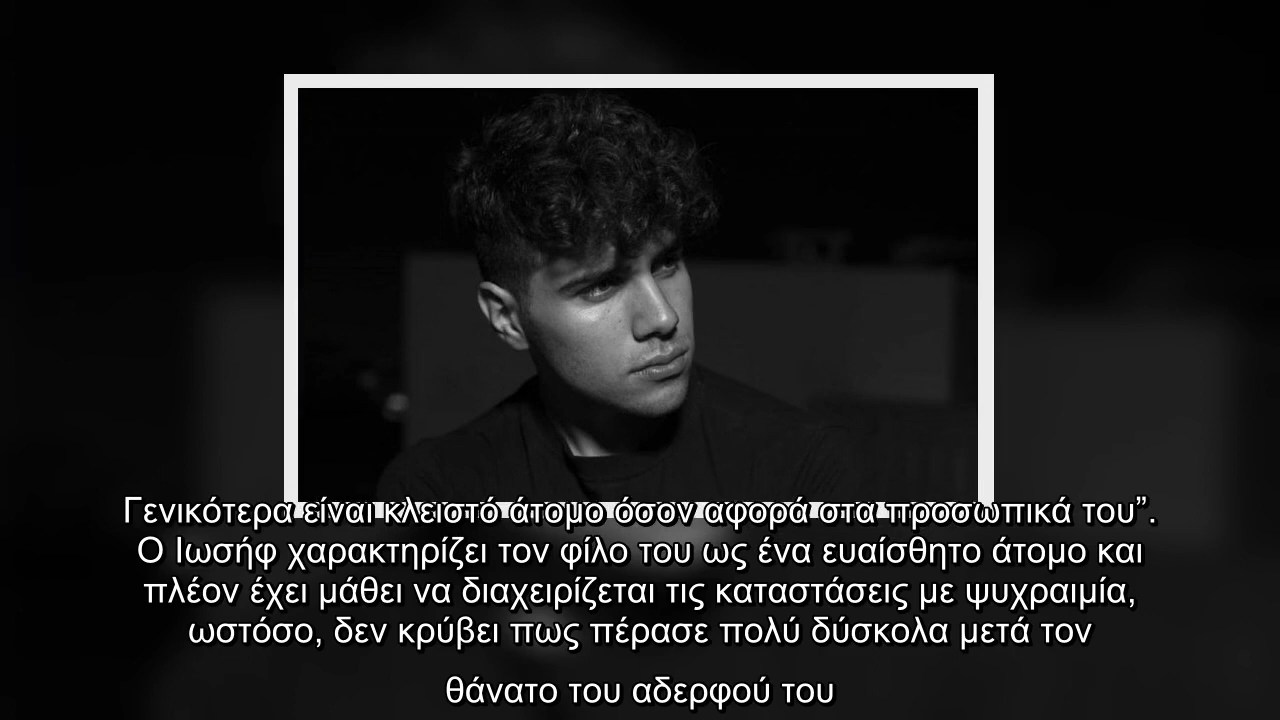 Γενικότερα είναι κλειστό άτομο όσον αφορά στα προσωπικά του”.
Ο Ιωσήφ χαρακτηρίζει τον φίλο του ως ένα ευαίσθητο άτομο και
πλέον έχει μάθει να διαχειρίζεται τις καταστάσεις με ψυχραιμία,
ωστόσο, δεν κρύβει πως πέρασε πολύ δύσκολα μετά τον
θάνατο του αδερφού του